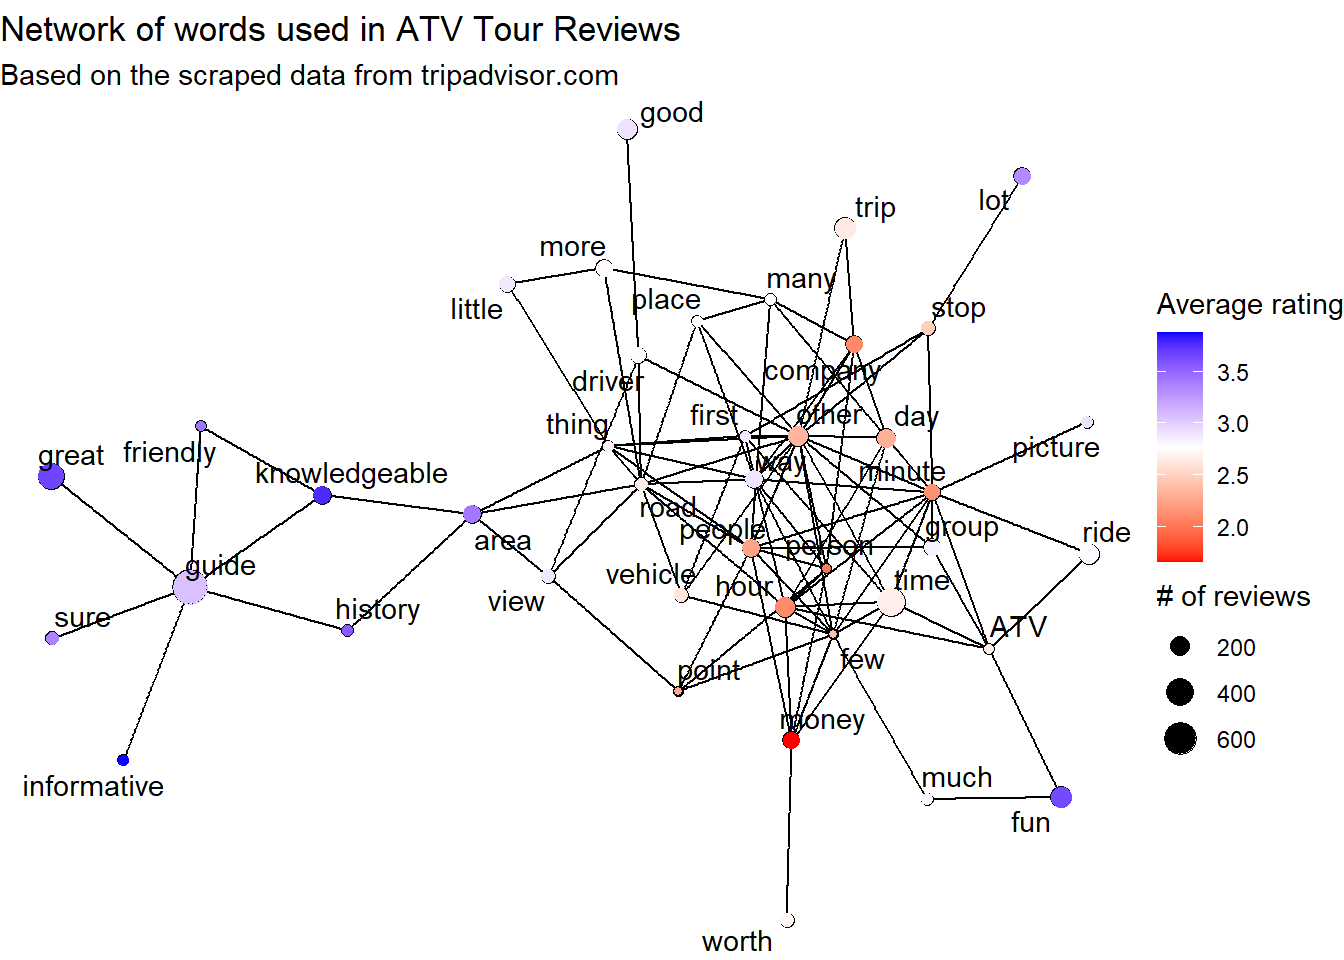 Network of words used in ATV Tour Reviews
Based on the scraped data from tripadvisor.com
good
lot
trip
more
many
little
place
stop
Average rating
company
driver
3.5
first
other
day
thing
3.0
friendly
picture
great
knowledgeable
way
minute
2.5
road
people
group
ride
2.0
area
person
guide
vehicle
hour
time
# of reviews
view
sure
history
ATV
200
few
point
400
money
600
informative
much
fun
worth